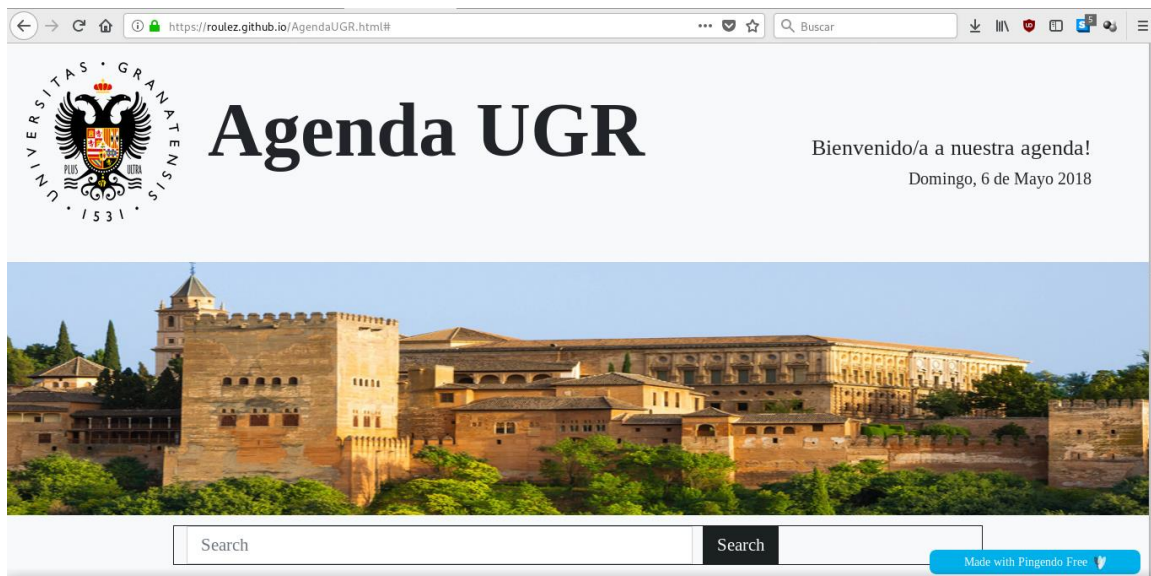 https://roulez.github.io/AgendaUGR.html#
Buscar
5
UNIVERSITAS · GRANATENSIS · 1531 ·
PLUS ULTRA
Agenda UGR
Bienvenido/a a nuestra agenda!
Domingo, 6 de Mayo 2018
Search Search
Made with Pingendo Free